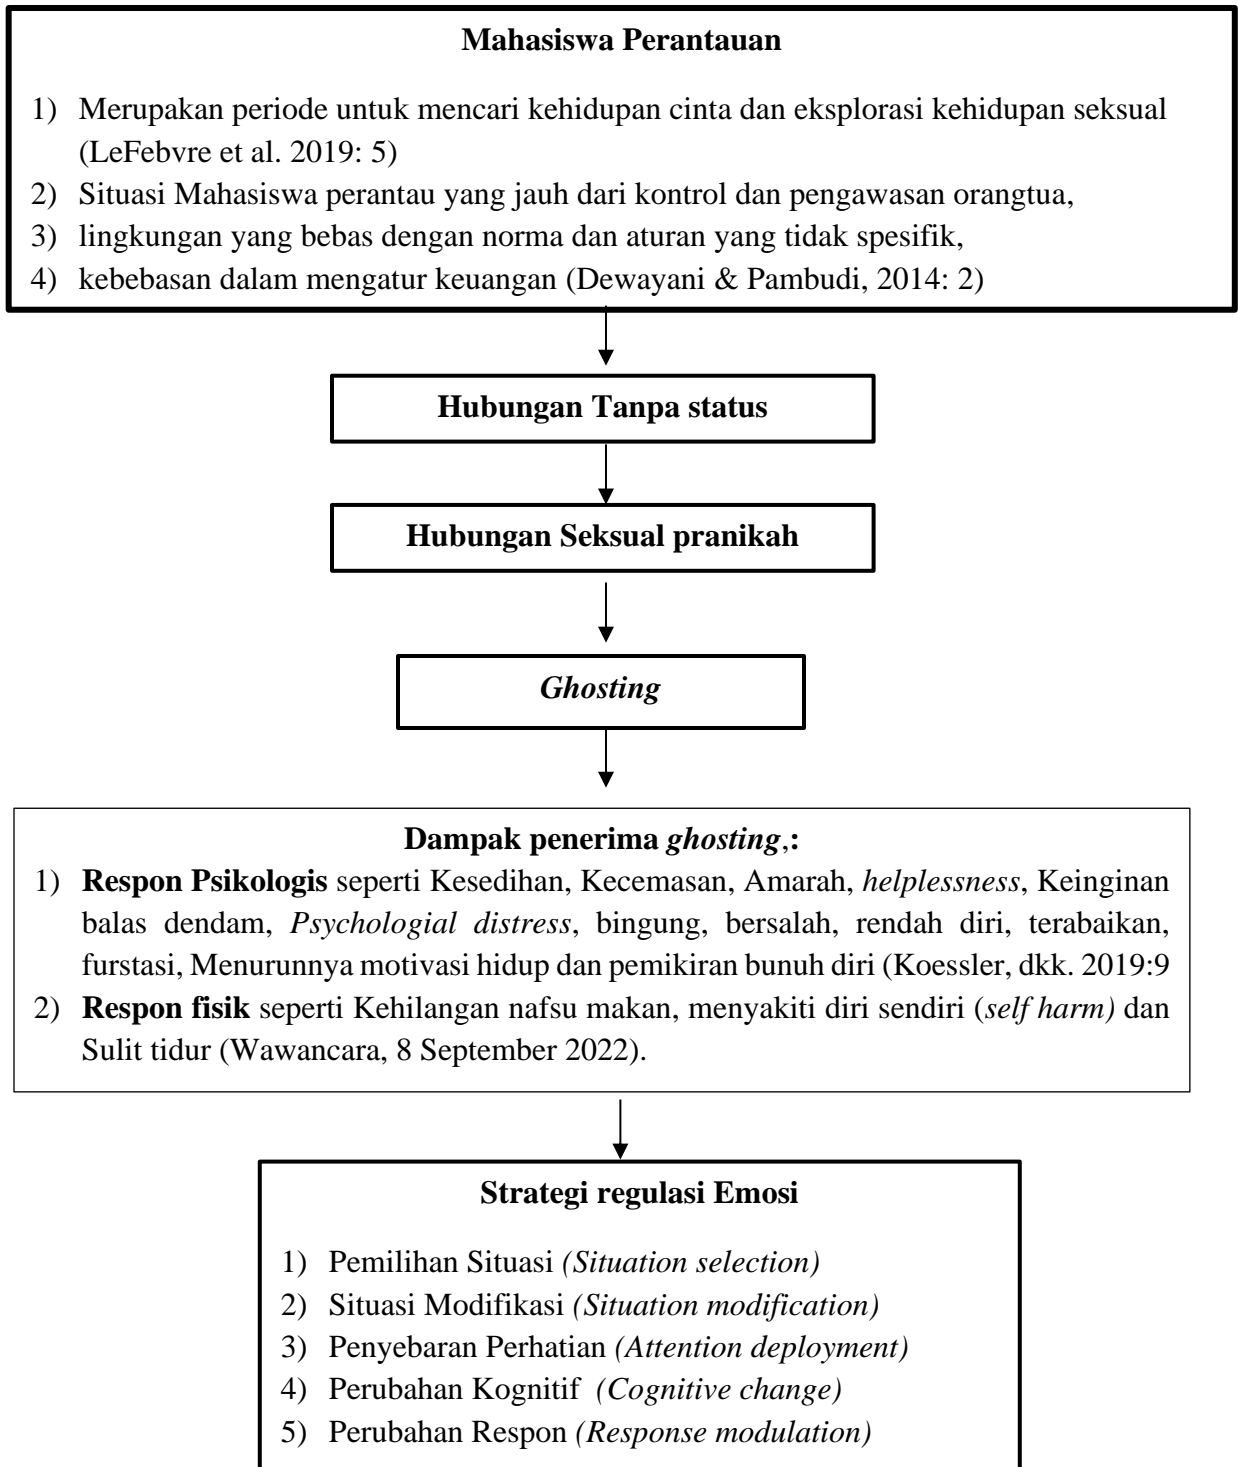 Mahasiswa Perantauan
1) Merupakan periode untuk mencari kehidupan cinta dan eksplorasi kehidupan seksual
(LeFebvre et al. 2019: 5)
2) Situasi Mahasiswa perantau yang jauh dari kontrol dan pengawasan orangtua,
3) lingkungan yang bebas dengan norma dan aturan yang tidak spesifik,
4) kebebasan dalam mengatur keuangan (Dewayani & Pambudi, 2014: 2)
Hubungan Tanpa status
Hubungan Seksual pranikah
Ghosting
Dampak penerima ghosting,:
1) Respon Psikologis seperti Kesedihan, Kecemasan, Amarah, helplessness, Keinginan
balas dendam, Psychologial distress, bingung, bersalah, rendah diri, terabaikan,
furstasi, Menurunnya motivasi hidup dan pemikiran bunuh diri (Koessler, dkk. 2019:9
2) Respon fisik seperti Kehilangan nafsu makan, menyakiti diri sendiri (self harm) dan
Sulit tidur (Wawancara, 8 September 2022).
Strategi regulasi Emosi
1) Pemilihan Situasi (Situation selection)
2) Situasi Modifikasi (Situation modification)
3) Penyebaran Perhatian (Attention deployment)
4) Perubahan Kognitif (Cognitive change)
5) Perubahan Respon (Response modulation)